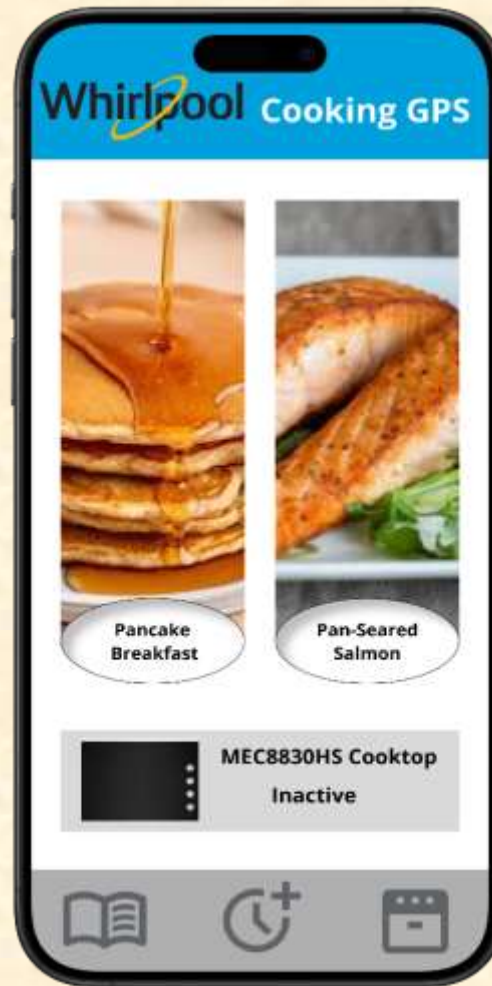 Whirlpool Cooking GPS
Pancake
Breakfast
Pan-Seared
Salmon
MEC8830HS Cooktop
Inactive